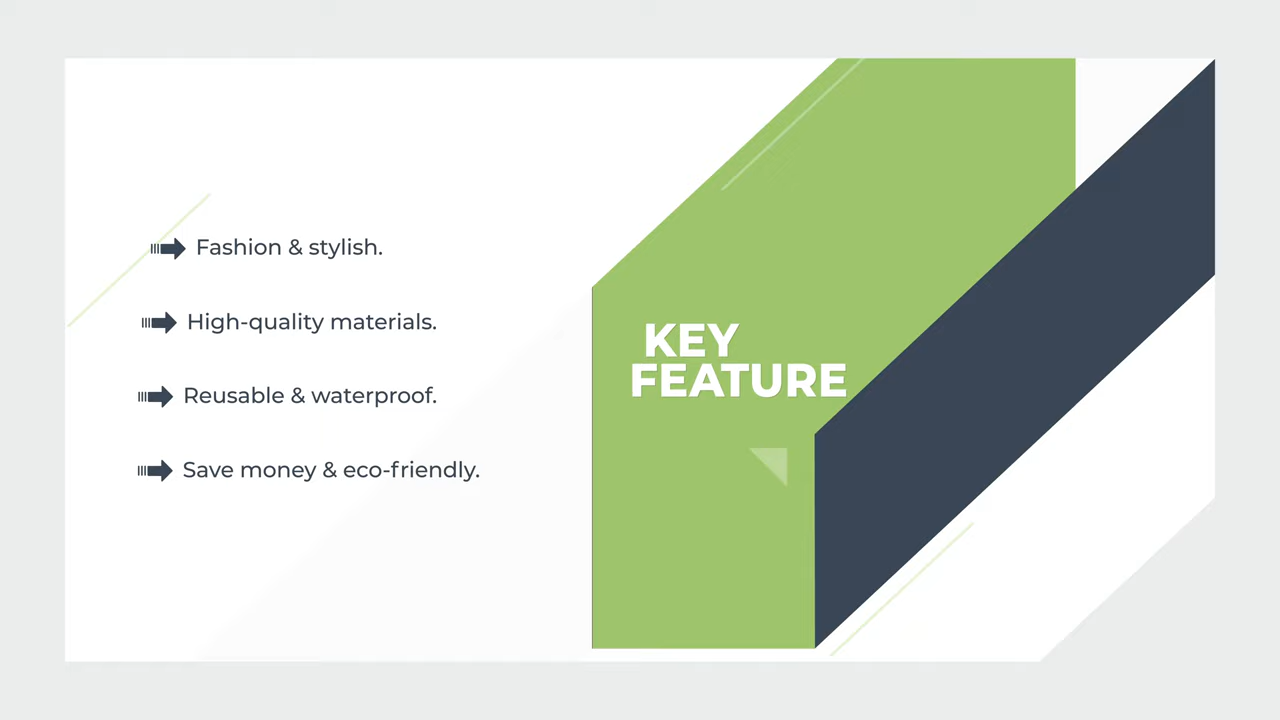 Fashion & stylish.
High-quality materials.
Reusable & waterproof.
Save money & eco-friendly.
KEY
FEATURE